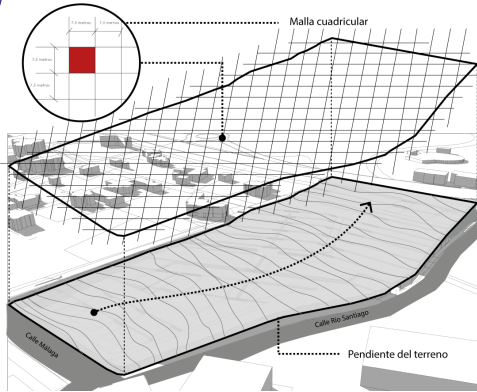 7.5 metros 7.5 metros
Malla cuadricular
7.5 metros
7.5 metros
Calle Río Santiago
Calle Málaga
Pendiente del terreno